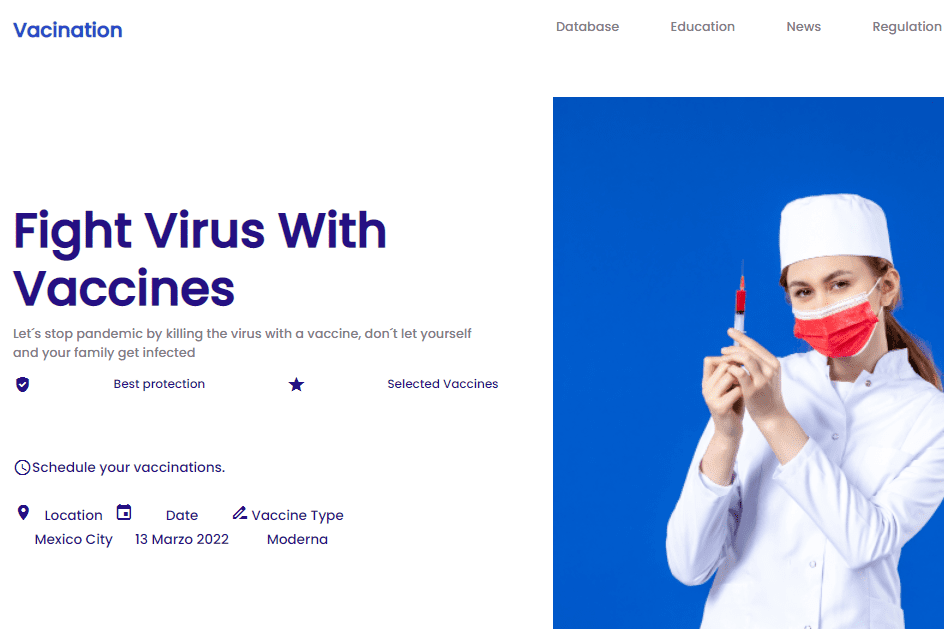 Vacination
Database Education News Regulation
Fight Virus With
Vaccines
Let´s stop pandemic by killing the virus with a vaccine, don´t let yourself
and your family get infected
Best protection Selected Vaccines
Schedule your vaccinations.
Location Date Vaccine Type
Mexico City 13 Marzo 2022 Moderna